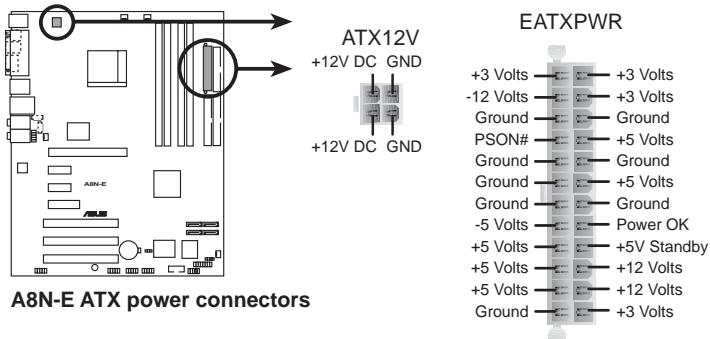 EATXPWR
ATX12V
+12V DC GND
+12V DC GND
+3 Volts +3 Volts
-12 Volts +3 Volts
Ground Ground
PSON# +5 Volts
Ground Ground
Ground +5 Volts
Ground Ground
-5 Volts Power OK
+5 Volts +5V Standby
+5 Volts +12 Volts
+5 Volts +12 Volts
Ground +3 Volts
A8N-E
ASUS
A8N-E ATX power connectors